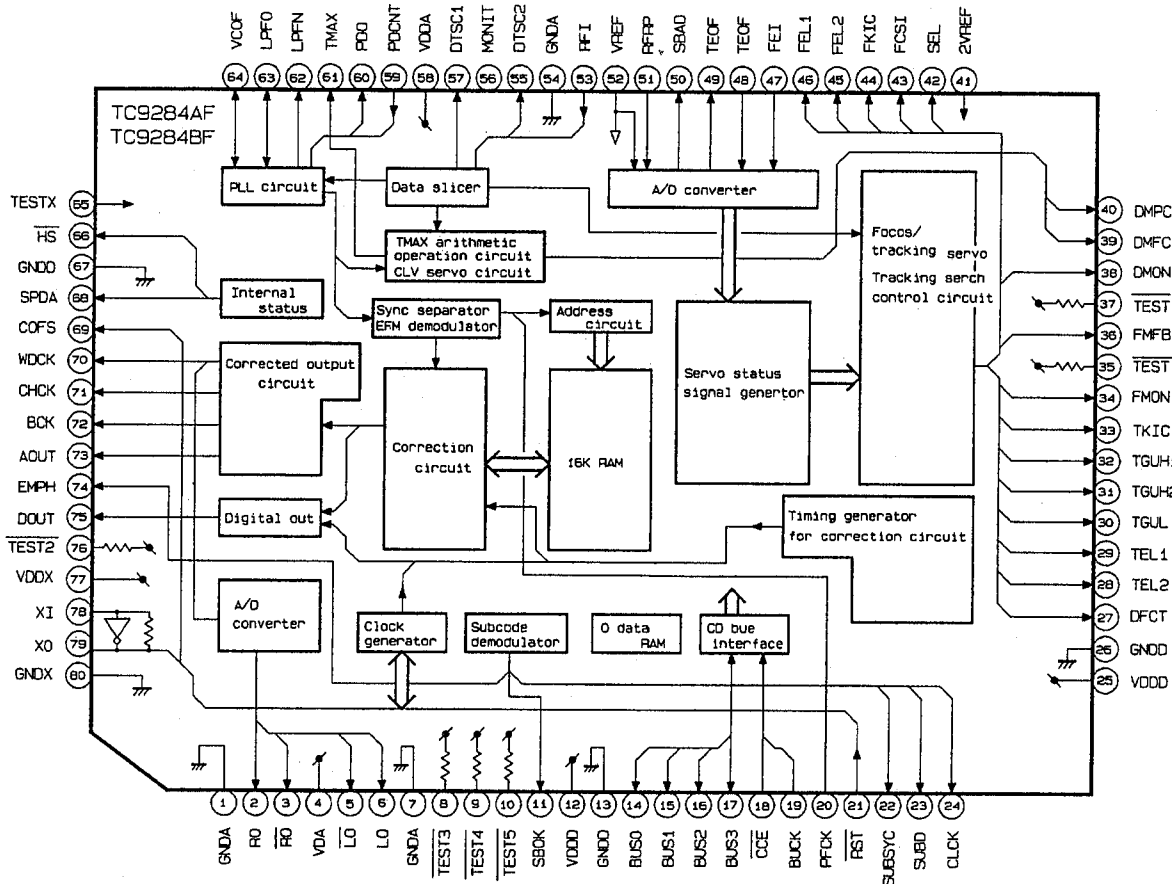 VCOF
LPFO
LPFN
TMAX
PDO
PDCNT
VDDA
DTSC1
MONIT
DTSC2
GNDA
RFI
VREF
RFRP
SBAD
TEOF
TEOF
FEI
FEL1
FEL2
FKIC
FCSI
SEL
2VREF
64 63 62 61 60 59 58 57 56 55 54 53 52 51 50 49 48 47 46 45 44 43 42 41
TC9284AF
TC9284BF
PLL circuit
Data slicer
A/D converter
TMAX arithmetic
operation circuit
CLV servo circuit
Focos/
tracking servo
Tracking serch
control circuit
Internal
status
Sync separator
EFM demodulator
Address
circuit
Corrected output
circuit
Correction
circuit
16K RAM
Servo status
signal genertor
Digital out
Timing generator
for correction circuit
A/D
converter
Clock
generator
Subcode
demodulator
O data
RAM
CD bue
interface
TESTX 65
HS 66
GNDD 67
SPDA 68
COFS 69
WDCK 70
CHCK 71
BCK 72
AOUT 73
EMPH 74
DOUT 75
TEST2 76
VDDX 77
XI 78
XO 79
GNDX 80
40 DMPC
39 DMFC
38 DMON
37 TEST
36 FMFB
35 TEST
34 FMON
33 TKIC
32 TGUH
31 TGUH2
30 TGUL
29 TEL1
28 TEL2
27 DFCT
26 GNDD
25 VDDD
1 2 3 4 5 6 7 8 9 10 11 12 13 14 15 16 17 18 19 20 21 22 23 24
GNDA
RO
RO
VDA
LO
LO
GNDA
TEST3
TEST4
TEST5
SBOK
VDDD
GNDD
BUS0
BUS1
BUS2
BUS3
CCE
BUCK
PFCK
RST
SUBSYC
SUBD
CLCK